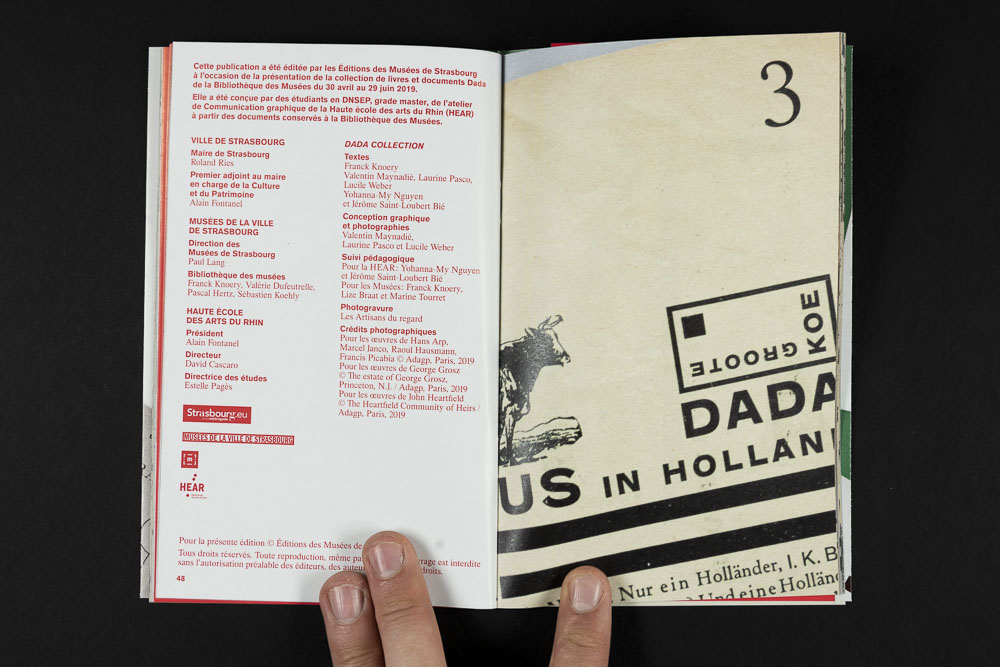 Cette publication a été éditée par les Éditions des Musées de Strasbourg
à l'occasion de la présentation de la collection de livres et documents Dada
de la Bibliothèque des Musées du 30 avril au 29 juin 2019.
Elle a été conçue par des étudiants en DNSEP, grade master, de l'atelier
de Communication graphique de la Haute école des arts du Rhin (HEAR)
à partir des documents conservés à la Bibliothèque des Musées.
VILLE DE STRASBOURG
Maire de Strasbourg
Roland Ries
Premier adjoint au maire
en charge de la Culture
et du Patrimoine
Alain Fontanel
MUSÉES DE LA VILLE
DE STRASBOURG
Direction des
Musées de Strasbourg
Paul Lang
Bibliothèque des musées
Franck Knoery, Valérie Dufeutrelle,
Pascal Hertz, Sébastien Koehly
HAUTE ÉCOLE
DES ARTS DU RHIN
Président
Alain Fontanel
Directeur
David Cascaro
Directrice des études
Estelle Pagès
Strasbourg.eu
MUSÉES DE LA VILLE DE STRASBOURG
m
HEAR
DADA COLLECTION
Textes
Franck Knoery
Valentin Maynadié, Laurine Pasco,
Lucile Weber
Yohanna-My Nguyen
et Jérôme Saint-Loubert Bié
Conception graphique
et photographies
Valentin Maynadié,
Laurine Pasco et Lucile Weber
Suivi pédagogique
Pour la HEAR: Yohanna-My Nguyen
et Jérôme Saint-Loubert Bié
Pour les Musées: Franck Knoery,
Lize Braat et Marine Tourret
Photogravure
Les Artisans du regard
Crédits photographiques
Pour les œuvres de Hans Arp,
Marcel Janco, Raoul Hausmann,
Francis Picabia © Adagp, Paris, 2019
Pour les œuvres de George Grosz
© The estate of George Grosz,
Princeton, N.J. / Adagp, Paris, 2019
Pour les œuvres de John Heartfield
© The Heartfield Community of Heirs /
Adagp, Paris, 2019
Pour la présente édition © Éditions des Musées de
Tous droits réservés. Toute reproduction, même est interdite
sans l'autorisation préalable des éditeurs, des droits.
48
3
GROOTE
KOE
DADA
US IN HOLLAN
Nur ein Holländer, I. K. B
Und eine Hollän